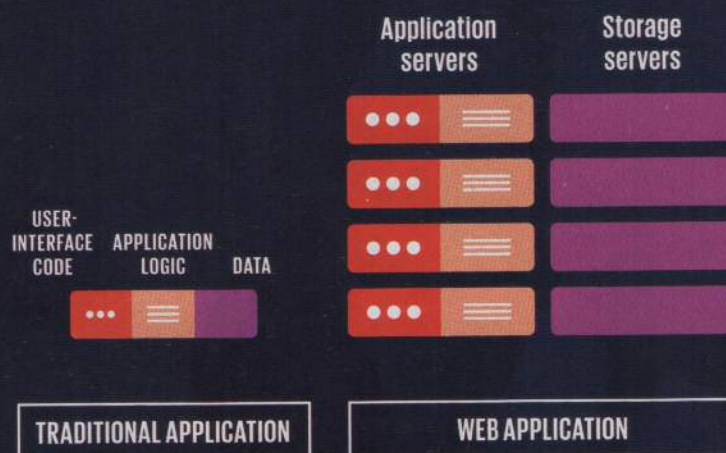 Application
servers
Storage
servers
USER-
INTERFACE
CODE
APPLICATION
LOGIC
DATA
TRADITIONAL APPLICATION
WEB APPLICATION